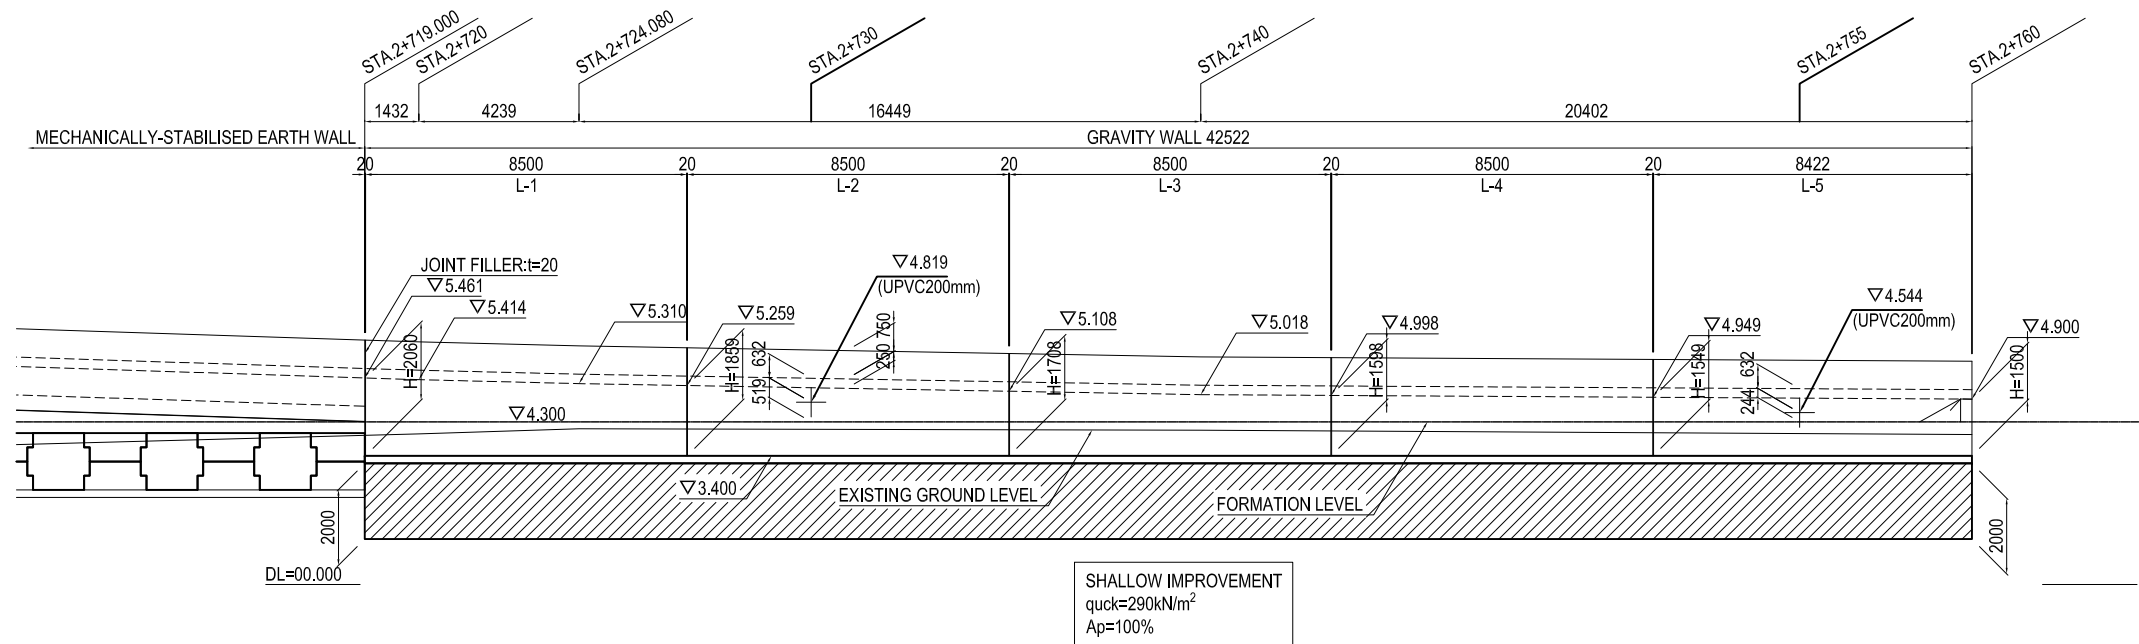 STA.2+719.000
STA.2+720
STA.2+724.080
STA.2+730
STA.2+740
STA.2+755
STA.2+760
1432
4239
16449
20402
MECHANICALLY-STABILISED EARTH WALL
GRAVITY WALL 42522
20
8500
20
8500
20
8500
20
8500
20
8422
L-1
L-2
L-3
L-4
L-5
JOINT FILLER:t=20
▽5.461
▽5.414
▽5.310
▽5.259
▽4.819
(UPVC200mm)
▽5.108
▽5.018
▽4.998
▽4.949
▽4.544
(UPVC200mm)
▽4.900
H=2060
H=1859
632
519
250
750
H=1708
H=1598
H=1549
632
244
H=1500
▽4.300
▽3.400
EXISTING GROUND LEVEL
FORMATION LEVEL
2000
2000
DL=00.000
SHALLOW IMPROVEMENT
quck=290kN/m²
Ap=100%